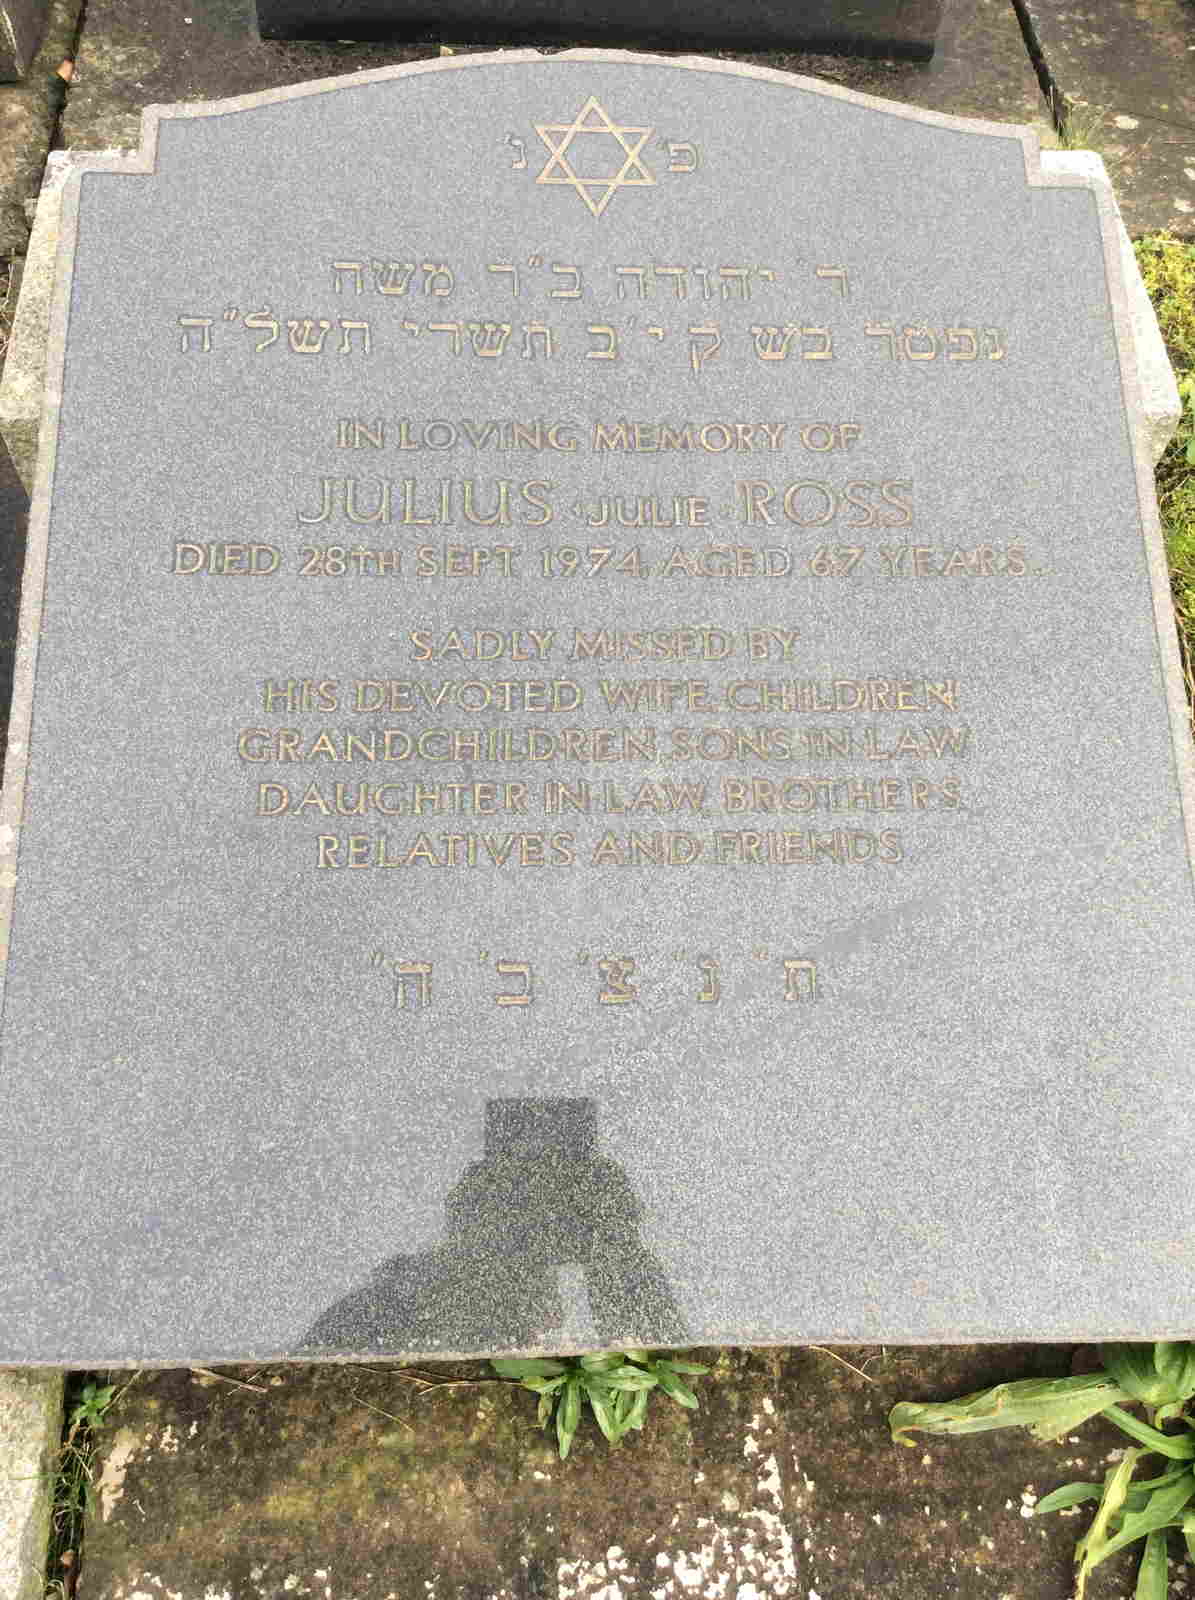 פ' נ'
ר' יהודה ב"ר משה
נפטר בש'ק י'ב תשרי תשל"ה
IN LOVING MEMORY OF
JULIUS "JULIE" ROSS
DIED 28TH SEPT 1974, AGED 67 YEARS.
SADLY MISSED BY
HIS DEVOTED WIFE, CHILDREN
GRANDCHILDREN, SONS IN LAW
DAUGHTER IN LAW, BROTHERS
RELATIVES AND FRIENDS
ת' נ' צ' ב' ה'